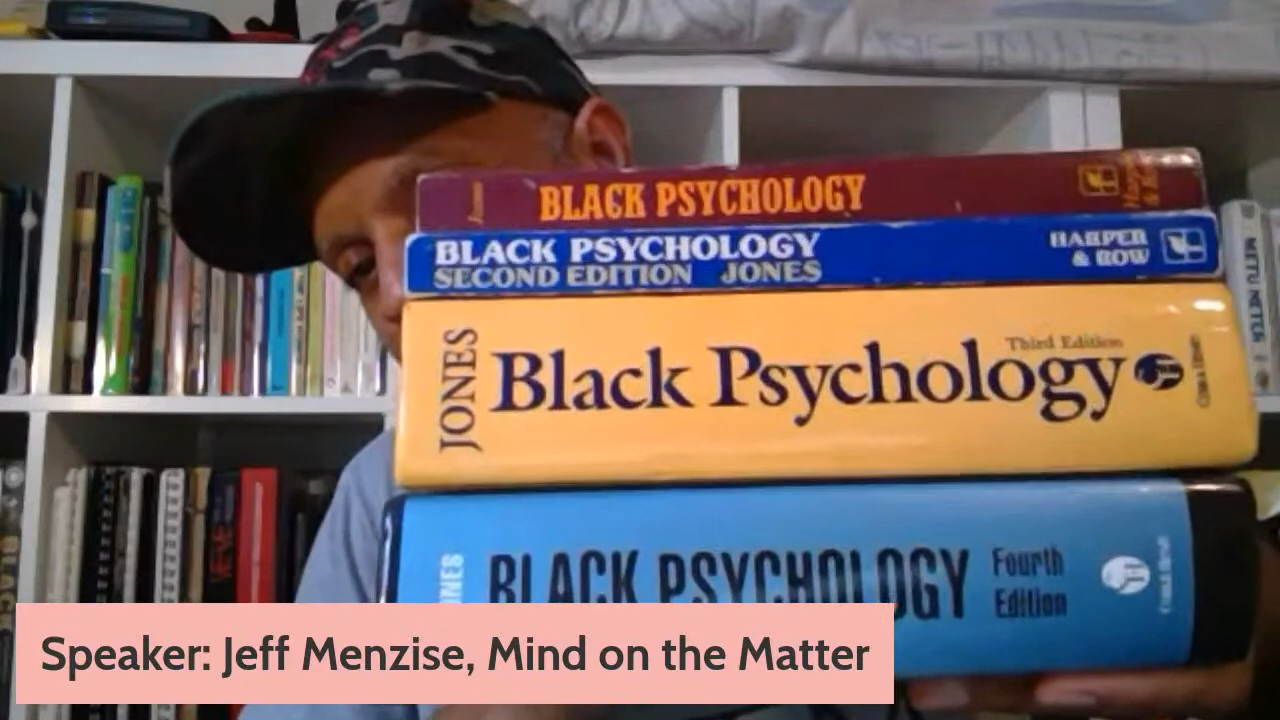 BLACK PSYCHOLOGY
BLACK PSYCHOLOGY
SECOND EDITION JONES
HARPER
& ROW
JONES
Black Psychology
Third Edition
BLACK PSYCHOLOGY
Fourth
Edition
Speaker: Jeff Menzise, Mind on the Matter